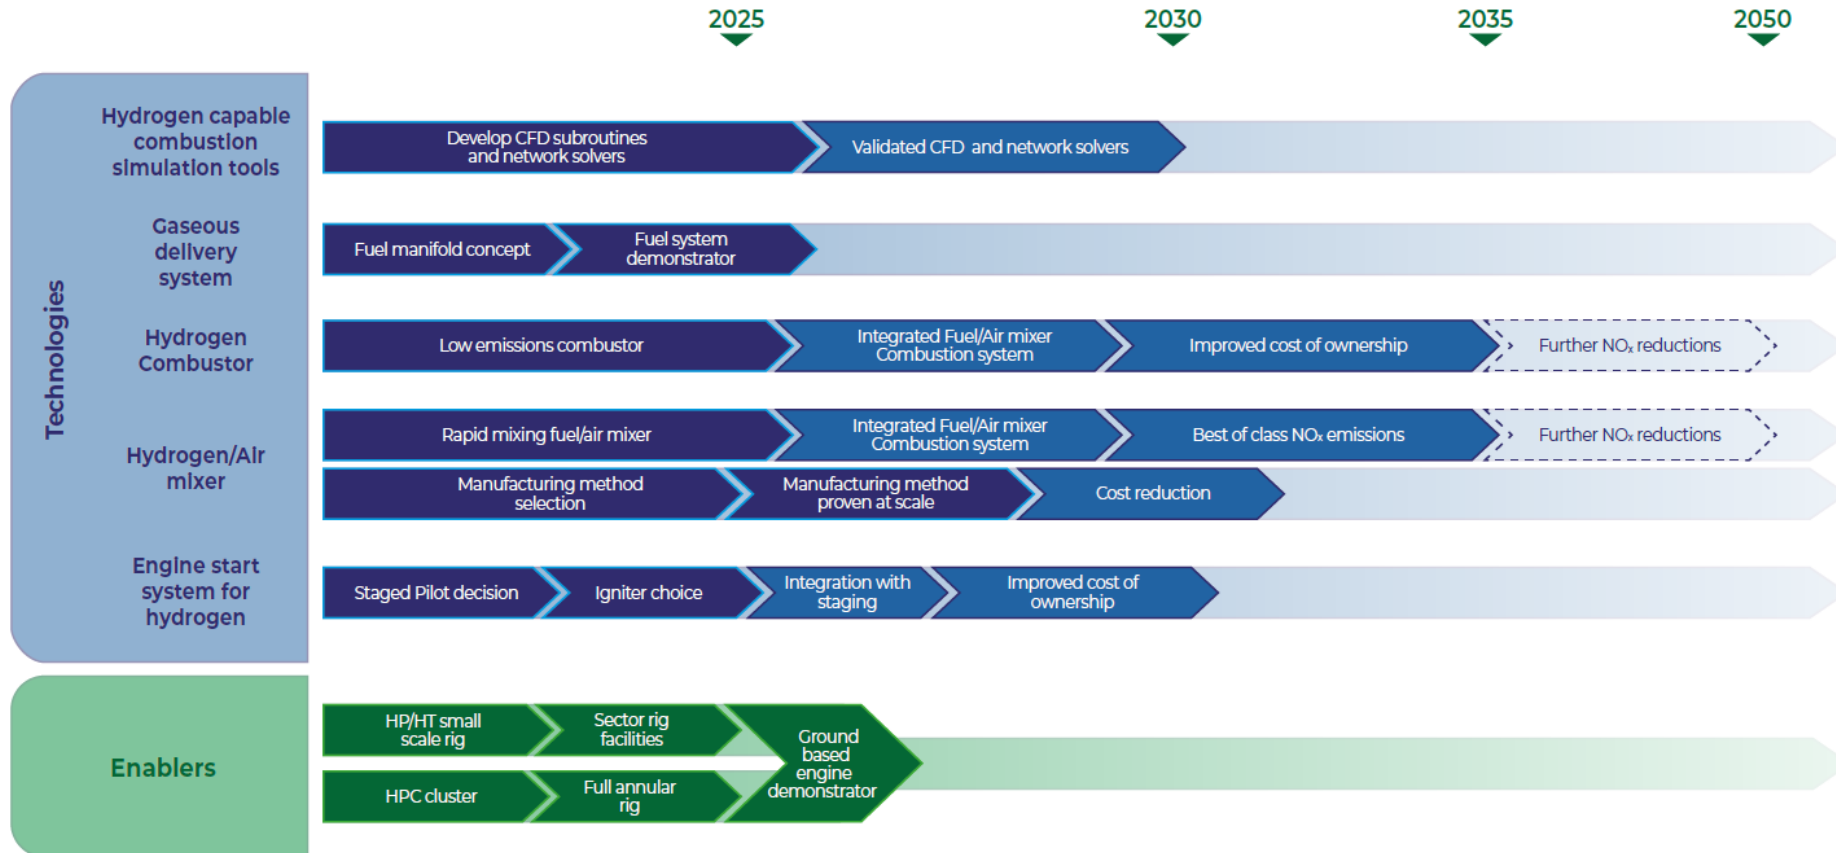 2025
2030
2035
2050
Technologies
Hydrogen capable
combustion
simulation tools
Develop CFD subroutines
and network solvers
Validated CFD and network solvers
Gaseous
delivery
system
Fuel manifold concept
Fuel system
demonstrator
Hydrogen
Combustor
Low emissions combustor
Integrated Fuel/Air mixer
Combustion system
Improved cost of ownership
Further NOₓ reductions
Hydrogen/Air
mixer
Rapid mixing fuel/air mixer
Integrated Fuel/Air mixer
Combustion system
Best of class NOₓ emissions
Further NOₓ reductions
Manufacturing method
selection
Manufacturing method
proven at scale
Cost reduction
Engine start
system for
hydrogen
Staged Pilot decision
Igniter choice
Integration with
staging
Improved cost of
ownership
Enablers
HP/HT small
scale rig
Sector rig
facilities
HPC cluster
Full annular
rig
Ground
based
engine
demonstrator